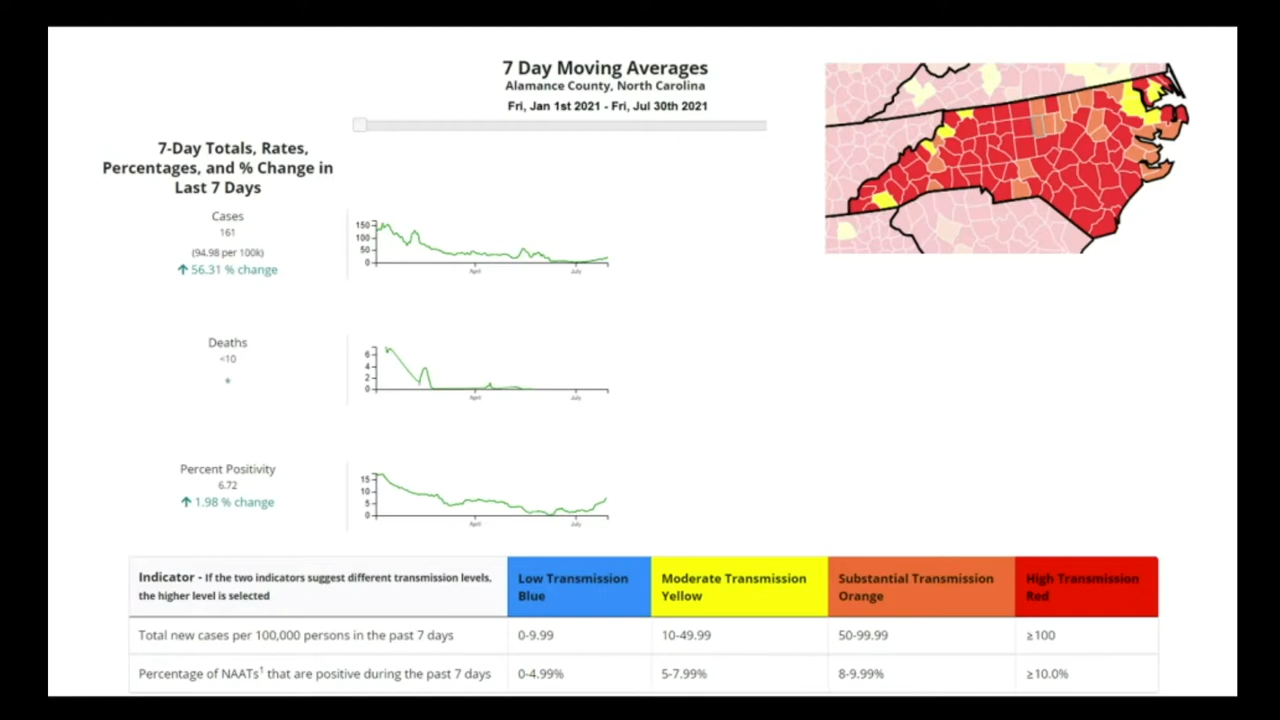 7 Day Moving Averages
Alamance County, North Carolina
Fri, Jan 1st 2021 - Fri, Jul 30th 2021
7-Day Totals, Rates,
Percentages, and % Change in
Last 7 Days
Cases
161
(94.98 per 100k)
↑ 56.31 % change
150
100
50
0
April
July
Deaths
<10
*
6
4
2
0
April
July
Percent Positivity
6.72
↑ 1.98 % change
15
10
5
0
April
July
Indicator - If the two indicators suggest different transmission levels,
the higher level is selected
Low Transmission
Blue
Moderate Transmission
Yellow
Substantial Transmission
Orange
High Transmission
Red
Total new cases per 100,000 persons in the past 7 days
0-9.99
10-49.99
50-99.99
≥100
Percentage of NAATs¹ that are positive during the past 7 days
0-4.99%
5-7.99%
8-9.99%
≥10.0%